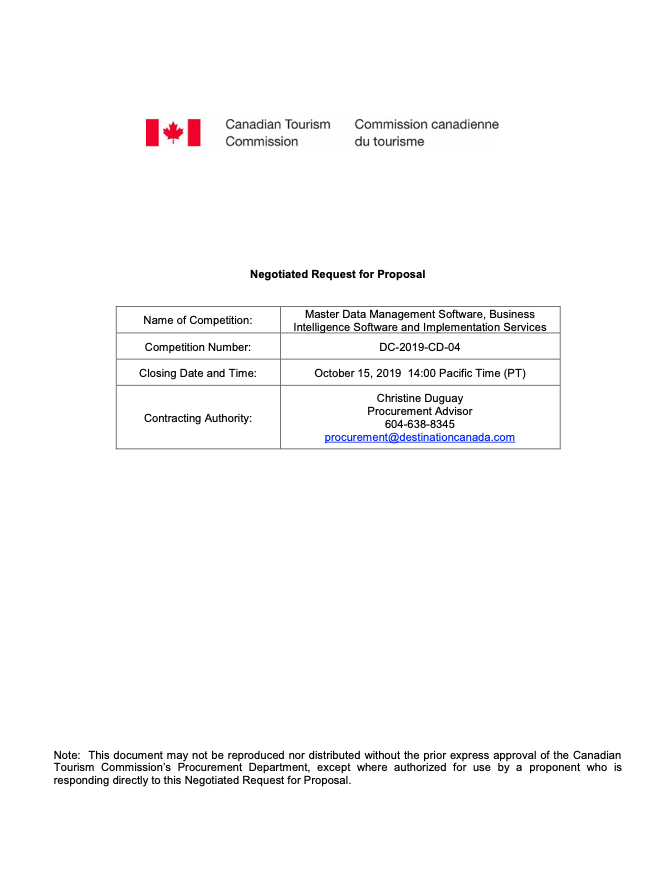 Canadian Tourism
Commission
Commission canadienne
du tourisme
Negotiated Request for Proposal
Name of Competition:
Master Data Management Software, Business
Intelligence Software and Implementation Services
Competition Number:
DC-2019-CD-04
Closing Date and Time:
October 15, 2019  14:00 Pacific Time (PT)
Contracting Authority:
Christine Duguay
Procurement Advisor
604-638-8345
procurement@destinationcanada.com
Note:  This document may not be reproduced nor distributed without the prior express approval of the Canadian
Tourism Commission's Procurement Department, except where authorized for use by a proponent who is
responding directly to this Negotiated Request for Proposal.